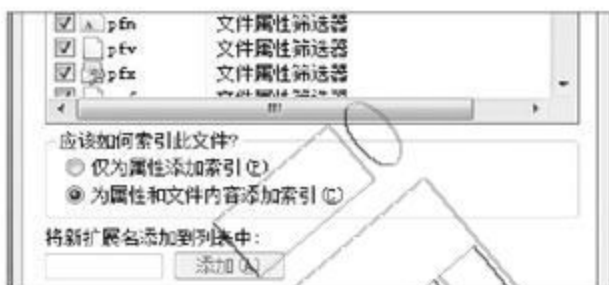 pfn 文件属性筛选器
pfv 文件属性筛选器
pfx 文件属性筛选器
应该如何索引此文件?
仅为属性添加索引(P)
为属性和文件内容添加索引(C)
将新扩展名添加到列表中:
添加(A)